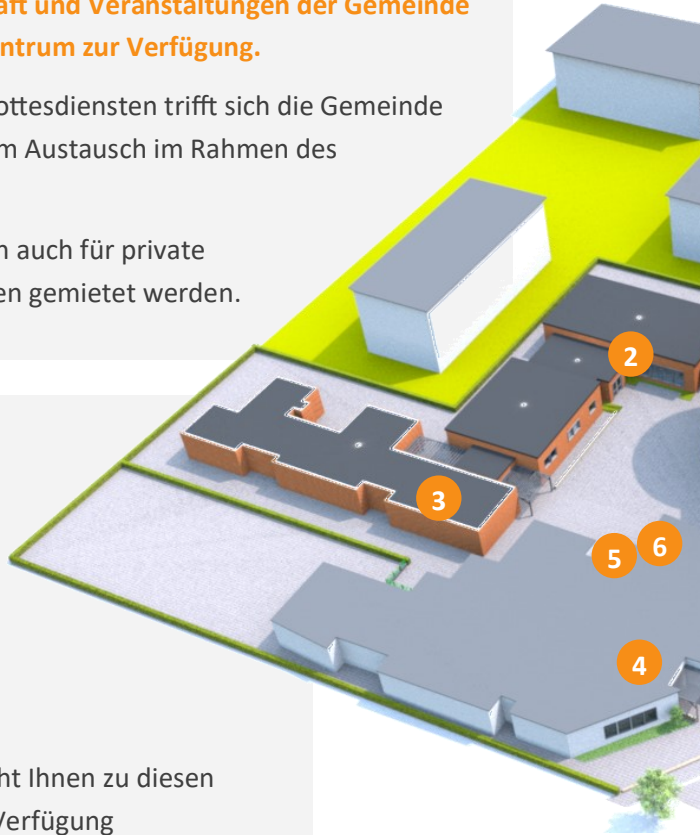 aft und Veranstaltungen der Gemeinde
ntrum zur Verfügung.
ottesdiensten trifft sich die Gemeinde
m Austausch im Rahmen des
n auch für private
en gemietet werden.
2
3
5 6
4
ht Ihnen zu diesen
Verfügung